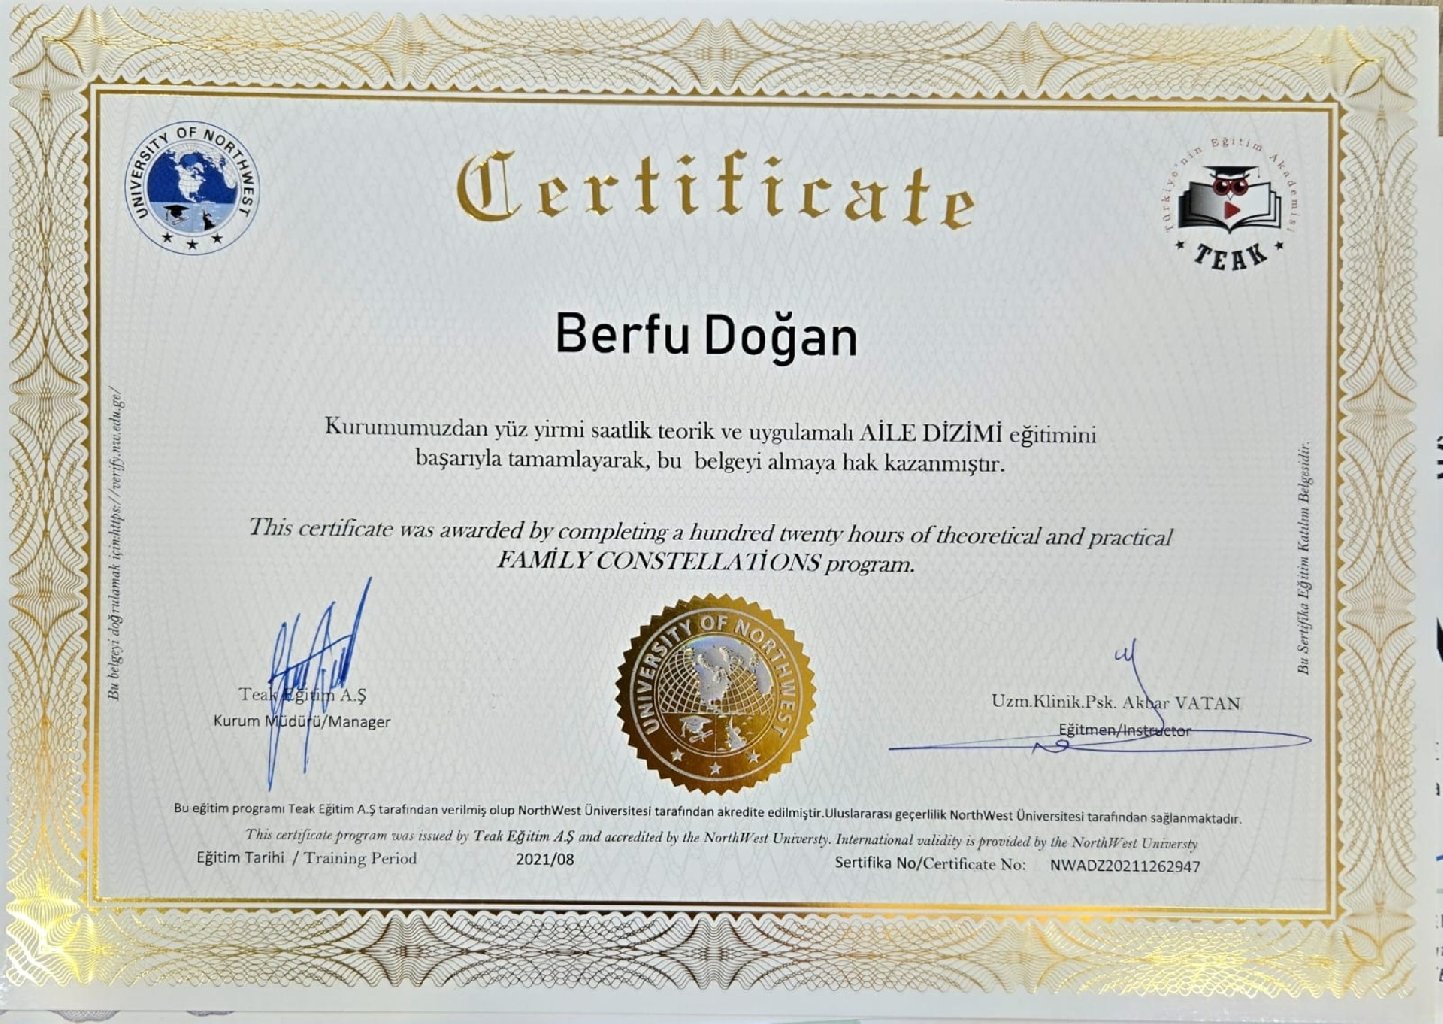 UNIVERSITY OF NORTHWEST
Certificate
Türkiye'nin Eğitim Akademisi
TEAK
Berfu Doğan
Kurumumuzdan yüz yirmi saatlik teorik ve uygulamalı AİLE DİZİMİ eğitimini
başarıyla tamamlayarak, bu belgeyi almaya hak kazanmıştır.
This certificate was awarded by completing a hundred twenty hours of theoretical and practical
FAMİLY CONSTELLATİONS program.
Bu belgeyi doğrulamak için:https://verify.nw.edu.ge/
Bu Sertifika Eğitim Katılım Belgesidir.
Teak Eğitim A.Ş
Kurum Müdürü/Manager
UNIVERSITY OF NORTHWEST
Uzm.Klinik.Psk. Akbar VATAN
Eğitmen/Instructor
Bu eğitim programı Teak Eğitim A.Ş tarafından verilmiş olup NorthWest Üniversitesi tarafından akredite edilmiştir.Uluslararası geçerlilik NorthWest Üniversitesi tarafından sağlanmaktadır.
This certificate program was issued by Teak Eğitim A.Ş and accredited by the NorthWest Universty. International validity is provided by the NorthWest Universty
Eğitim Tarihi / Training Period 2021/08
Sertifika No/Certificate No: NWADZ20211262947